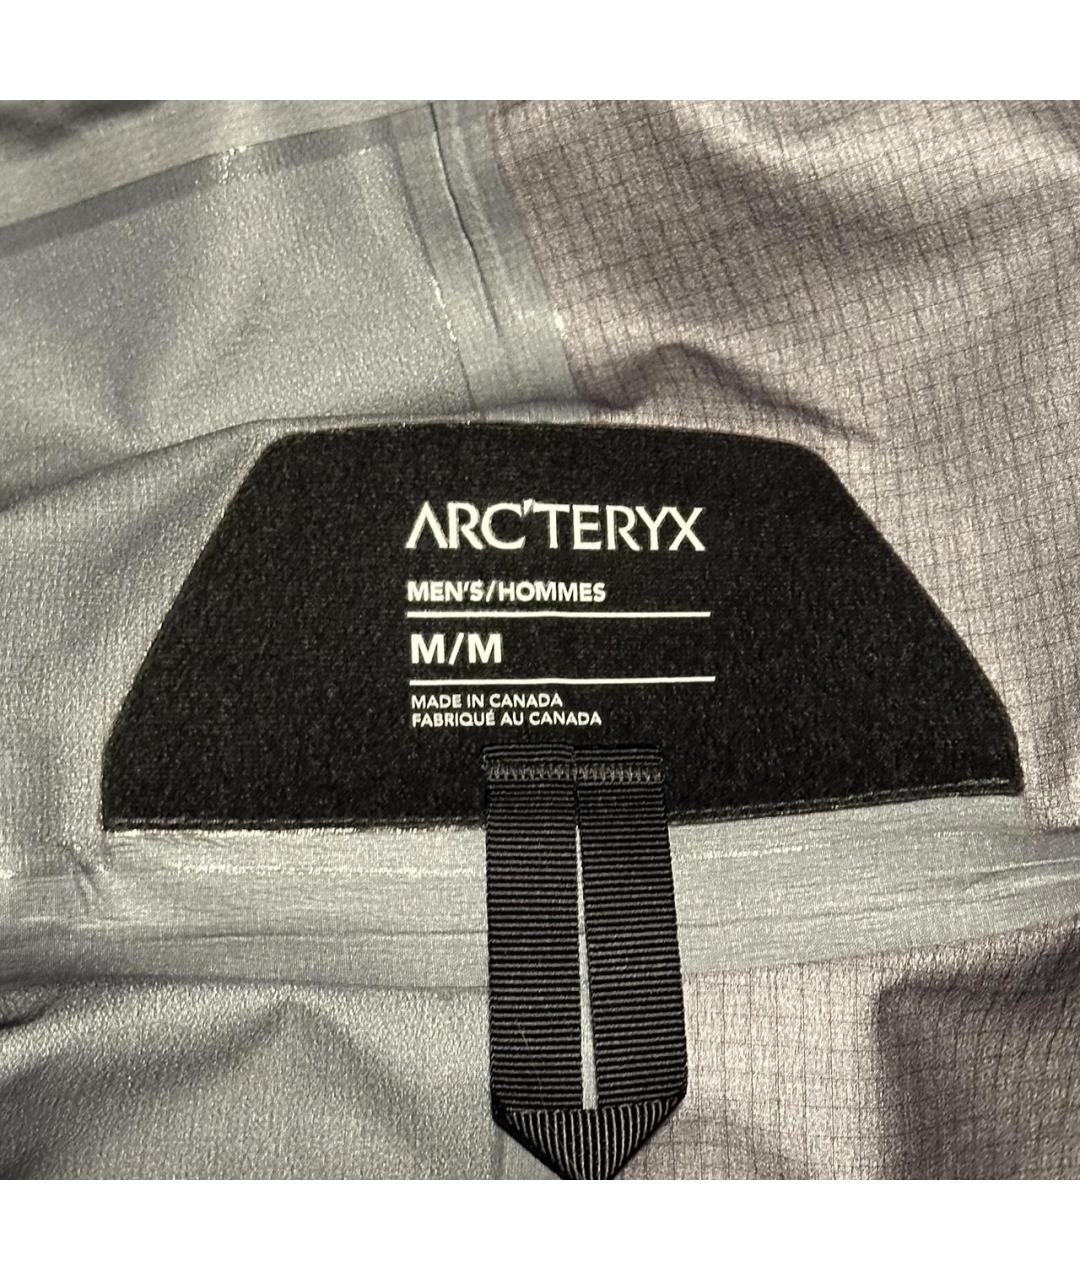 ARC'TERYX
MEN'S/HOMMES
M/M
MADE IN CANADA
FABRIQUÉ AU CANADA